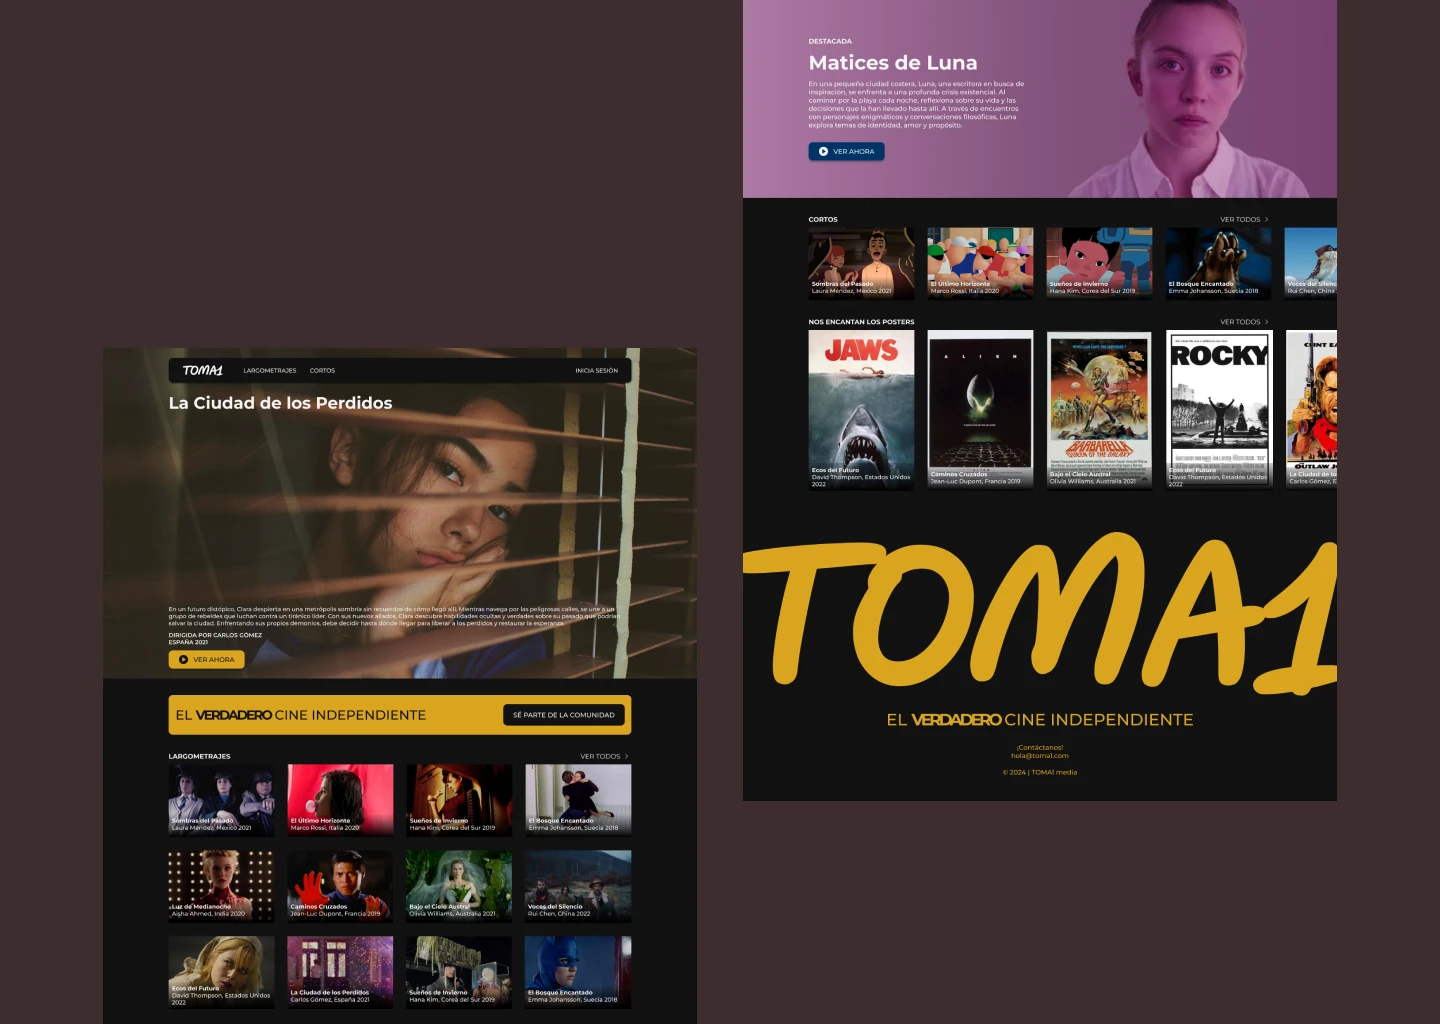 TOMA1
LARGOMETRAJES
CORTOS
INICIA SESIÓN
La Ciudad de los Perdidos
En un futuro distópico, Clara despierta en una metrópolis sombría sin recuerdos de cómo llegó allí. Mientras navega por las peligrosas calles, se une a un
grupo de rebeldes que luchan contra un tiránico líder. Con sus nuevos aliados, Clara descubre habilidades ocultas y verdades sobre su pasado que podrían
salvar la ciudad. Enfrentando sus propios demonios, debe decidir hasta dónde llegar para liberar a los perdidos y restaurar la esperanza.
DIRIGIDA POR CARLOS GÓMEZ
ESPAÑA 2021
VER AHORA
EL VERDADERO CINE INDEPENDIENTE
SÉ PARTE DE LA COMUNIDAD
LARGOMETRAJES
VER TODOS
Sombras del Pasado
Laura Méndez, México 2021
El Último Horizonte
Marco Rossi, Italia 2020
Sueños de Invierno
Hana Kim, Corea del Sur 2019
El Bosque Encantado
Emma Johansson, Suecia 2018
Luz de Medianoche
Aisha Ahmed, India 2020
Caminos Cruzados
Jean-Luc Dupont, Francia 2019
Bajo el Cielo Austral
Olivia Williams, Australia 2021
Voces del Silencio
Rui Chen, China 2022
Ecos del Futuro
David Thompson, Estados Unidos
2022
La Ciudad de los Perdidos
Carlos Gómez, España 2021
Sueños de Invierno
Hana Kim, Corea del Sur 2019
El Bosque Encantado
Emma Johansson, Suecia 2018
DESTACADA
Matices de Luna
En una pequeña ciudad costera, Luna, una escritora en busca de
inspiración, se enfrenta a una profunda crisis existencial. Al
caminar por la playa cada noche, reflexiona sobre su vida y las
decisiones que la han llevado hasta allí. A través de encuentros
con personajes enigmáticos y conversaciones filosóficas, Luna
explora temas de identidad, amor y propósito.
VER AHORA
CORTOS
VER TODOS
Sombras del Pasado
Laura Méndez, México 2021
El Último Horizonte
Marco Rossi, Italia 2020
Sueños de Invierno
Hana Kim, Corea del Sur 2019
El Bosque Encantado
Emma Johansson, Suecia 2018
Voces del Silenc
Rui Chen, China
NOS ENCANTAN LOS POSTERS
VER TODOS
JAWS
Ecos del Futuro
David Thompson, Estados Unidos
2022
ALIEN
Caminos Cruzados
Jean-Luc Dupont, Francia 2019
BARBARELLA
QUEEN OF THE GALAXY
Bajo el Cielo Austral
Olivia Williams, Australia 2021
ROCKY
Ecos del Futuro
David Thompson, Estados Unidos
2022
CLINT EA
OUTLAW JO
La Ciudad de lo
Carlos Gómez, E
TOMA1
EL VERDADERO CINE INDEPENDIENTE
¡Contáctanos!
hola@toma1.com
© 2024 | TOMA1 media